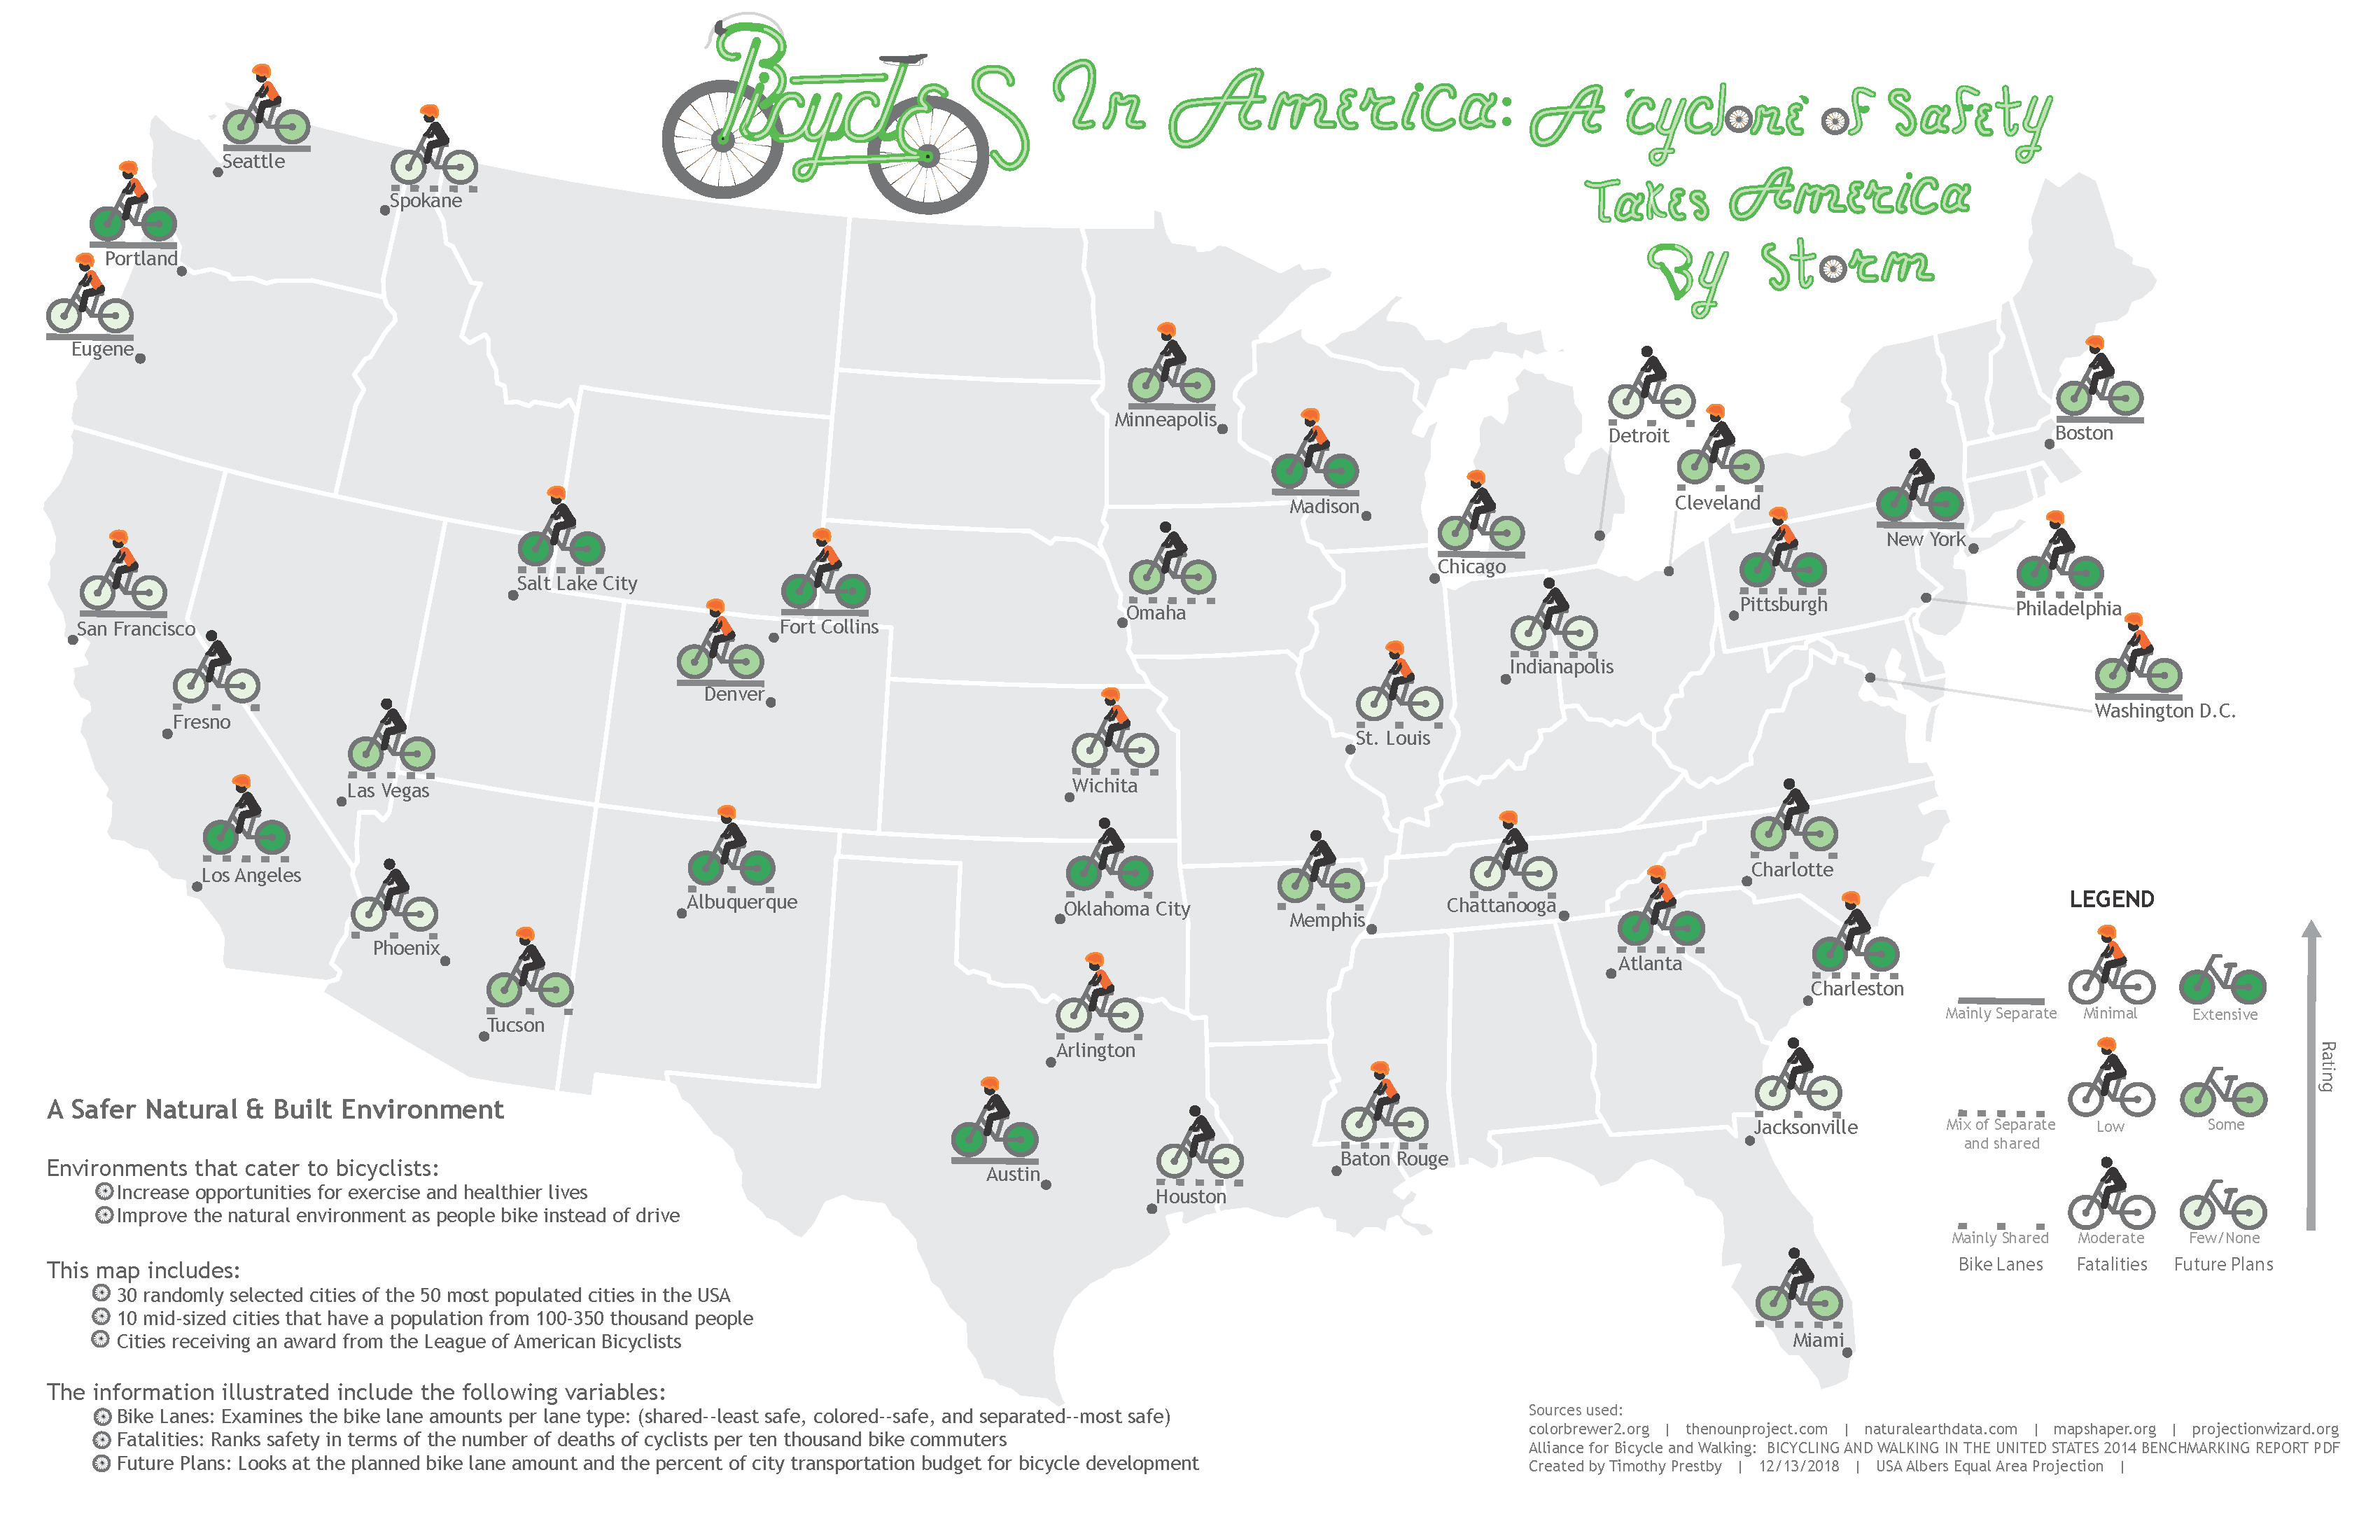 Bicycles In America: A cyclone of Safety
Takes America
By Storm
Seattle
Spokane
Portland
Eugene
Minneapolis
Detroit
Boston
Madison
Cleveland
New York
Chicago
Salt Lake City
Omaha
Pittsburgh
Philadelphia
San Francisco
Fort Collins
Indianapolis
Denver
Washington D.C.
Fresno
St. Louis
Las Vegas
Wichita
Los Angeles
Albuquerque
Oklahoma City
Memphis
Chattanooga
Charlotte
Phoenix
Atlanta
Charleston
Tucson
Arlington
Jacksonville
Austin
Houston
Baton Rouge
Miami
LEGEND
Mainly Separate
Minimal
Extensive
Mix of Separate
and shared
Low
Some
Mainly Shared
Moderate
Few/None
Bike Lanes
Fatalities
Future Plans
Rating
A Safer Natural & Built Environment
Environments that cater to bicyclists:
Increase opportunities for exercise and healthier lives
Improve the natural environment as people bike instead of drive
This map includes:
30 randomly selected cities of the 50 most populated cities in the USA
10 mid-sized cities that have a population from 100-350 thousand people
Cities receiving an award from the League of American Bicyclists
The information illustrated include the following variables:
Bike Lanes: Examines the bike lane amounts per lane type: (shared--least safe, colored--safe, and separated--most safe)
Fatalities: Ranks safety in terms of the number of deaths of cyclists per ten thousand bike commuters
Future Plans: Looks at the planned bike lane amount and the percent of city transportation budget for bicycle development
Sources used:
colorbrewer2.org | thenounproject.com | naturalearthdata.com | mapshaper.org | projectionwizard.org
Alliance for Bicycle and Walking: BICYCLING AND WALKING IN THE UNITED STATES 2014 BENCHMARKING REPORT PDF
Created by Timothy Prestby | 12/13/2018 | USA Albers Equal Area Projection |